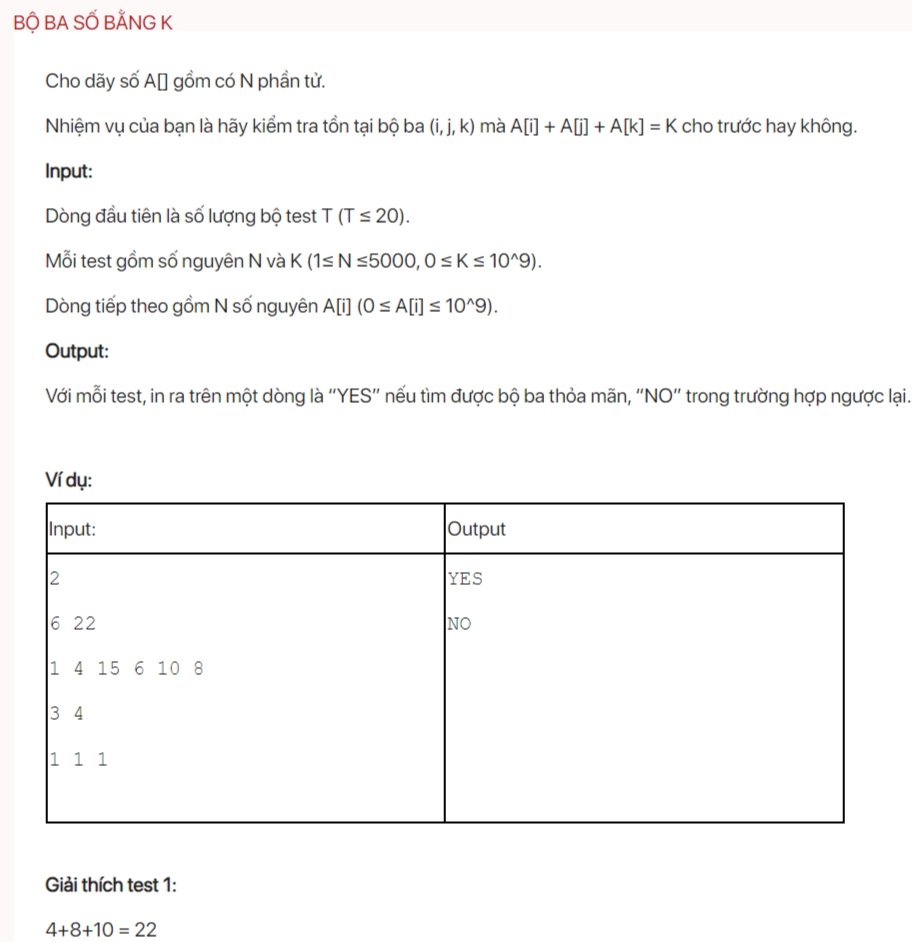 BỘ BA SỐ BẰNG K
Cho dãy số A[] gồm có N phần tử.
Nhiệm vụ của bạn là hãy kiểm tra tồn tại bộ ba (i, j, k) mà A[i] + A[j] + A[k] = K cho trước hay không.
Input:
Dòng đầu tiên là số lượng bộ test T (T ≤ 20).
Mỗi test gồm số nguyên N và K (1≤ N ≤5000, 0 ≤ K ≤ 10^9).
Dòng tiếp theo gồm N số nguyên A[i] (0 ≤ A[i] ≤ 10^9).
Output:
Với mỗi test, in ra trên một dòng là “YES” nếu tìm được bộ ba thỏa mãn, “NO” trong trường hợp ngược lại.
Ví dụ:
Input: Output
2 YES
6 22 NO
1 4 15 6 10 8
3 4
1 1 1
Giải thích test 1:
4+8+10 = 22